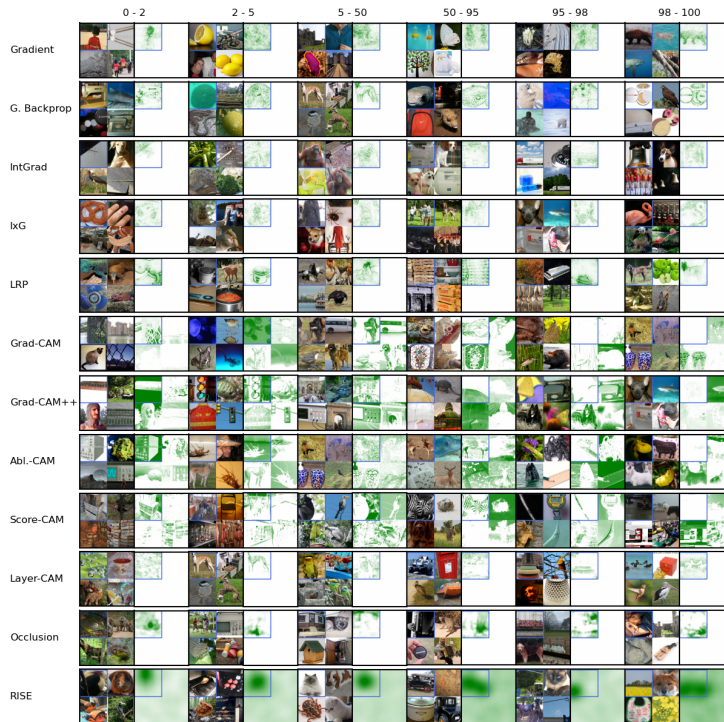 0 - 2 2 - 5 5 - 50 50 - 95 95 - 98 98 - 100
Gradient
G. Backprop
IntGrad
IxG
LRP
Grad-CAM
Grad-CAM++
Abl.-CAM
Score-CAM
Layer-CAM
Occlusion
RISE